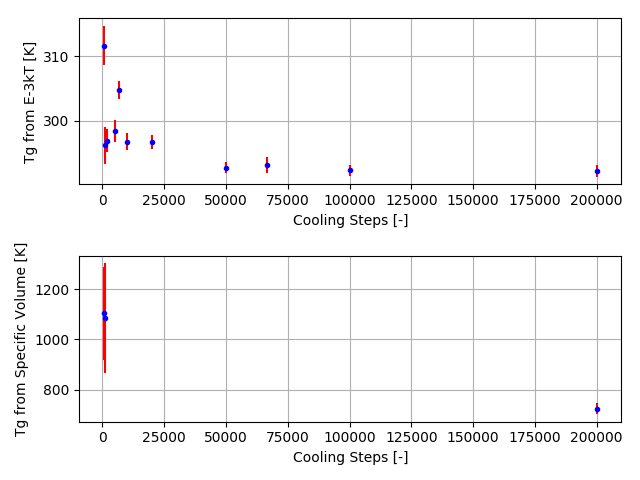 310
300
Tg from E-3kT [K]
0 25000 50000 75000 100000 125000 150000 175000 200000
Cooling Steps [-]
1200
1000
800
Tg from Specific Volume [K]
0 25000 50000 75000 100000 125000 150000 175000 200000
Cooling Steps [-]